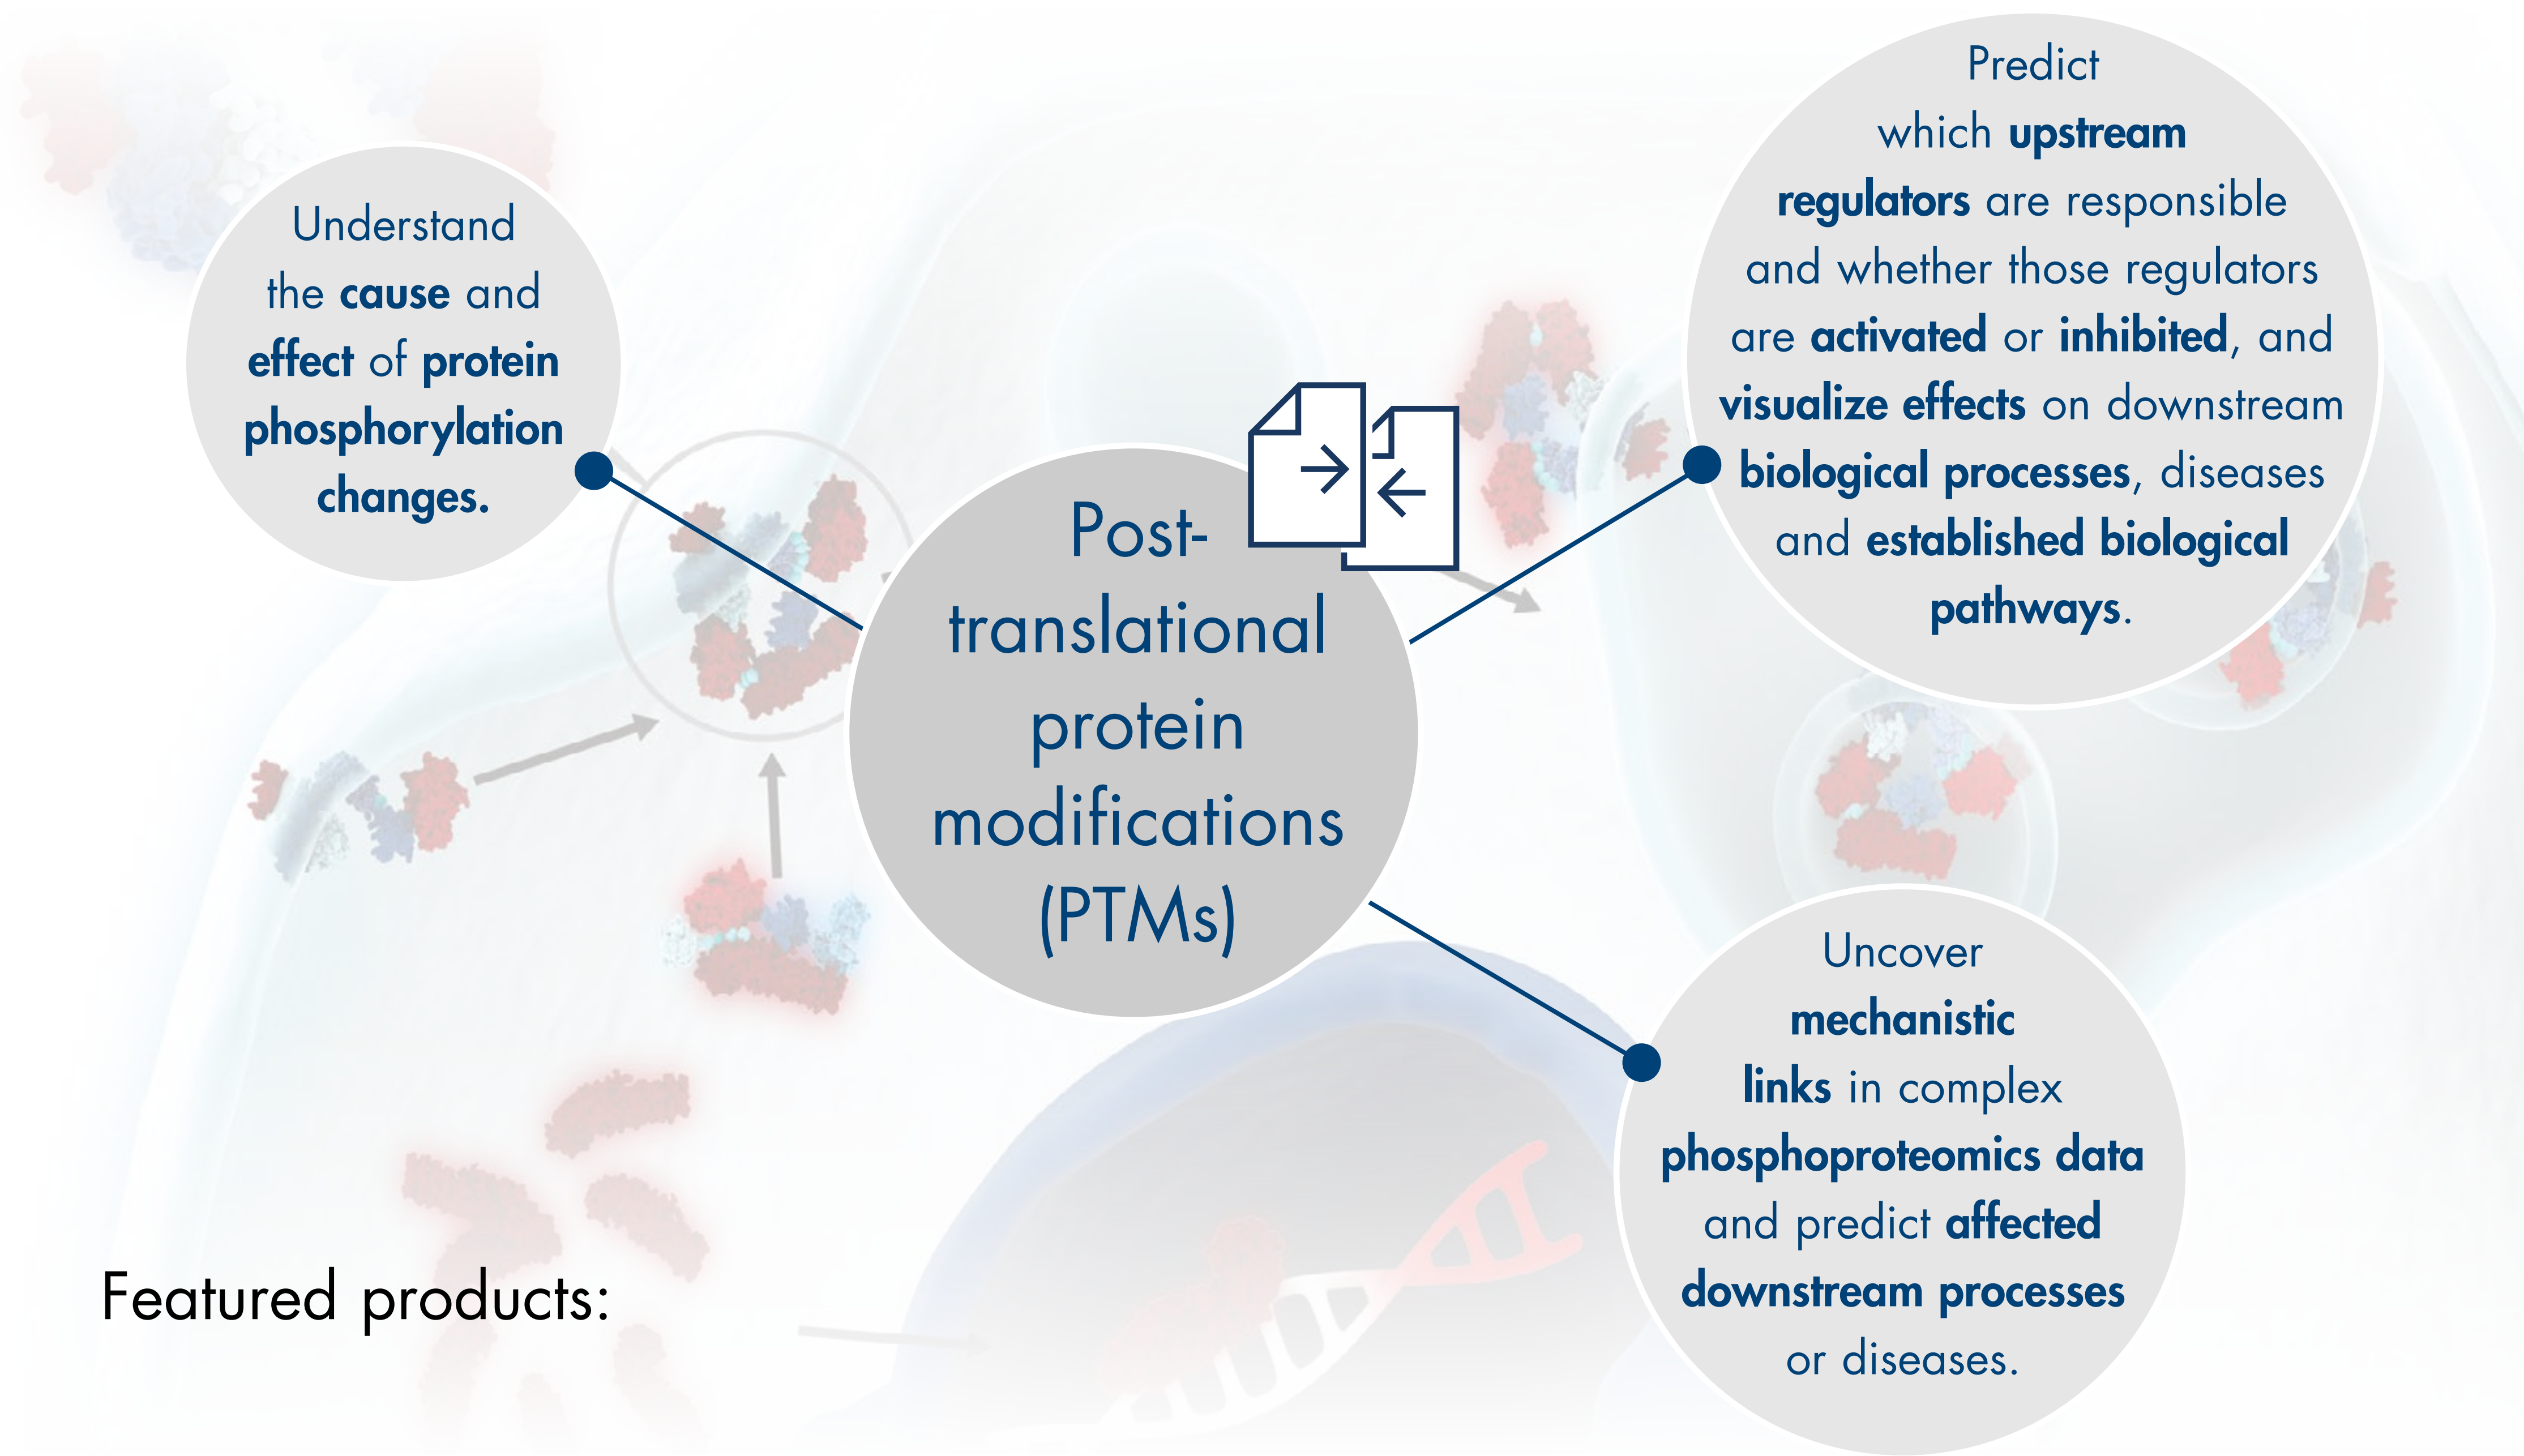 Understand
the cause and
effect of protein
phosphorylation
changes.
Post-
translational
protein
modifications
(PTMs)
Predict
which upstream
regulators are responsible
and whether those regulators
are activated or inhibited, and
visualize effects on downstream
biological processes, diseases
and established biological
pathways.
Uncover
mechanistic
links in complex
phosphoproteomics data
and predict affected
downstream processes
or diseases.
Featured products: